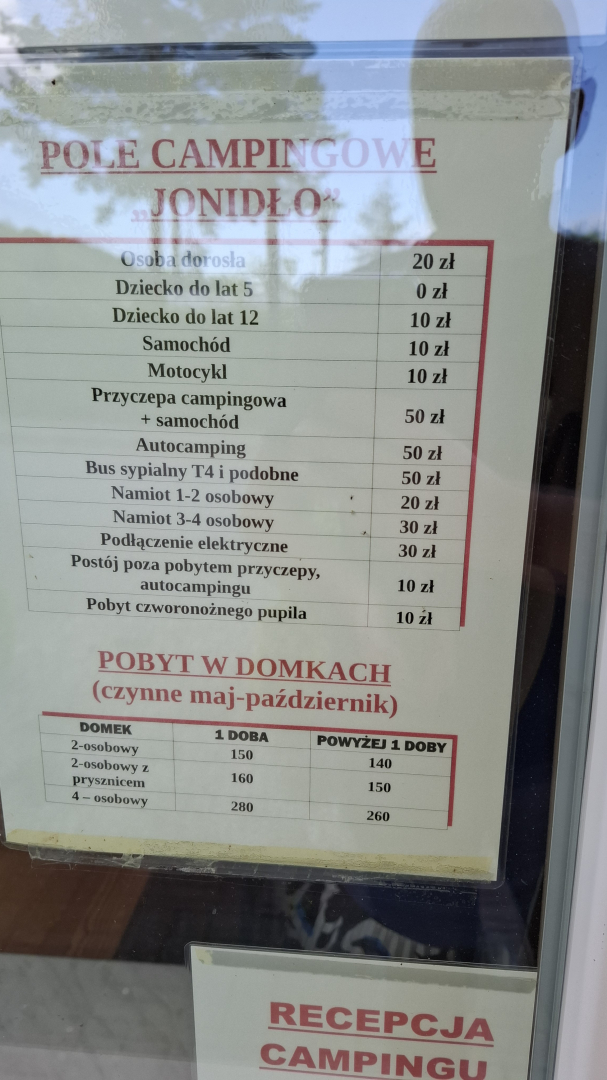 POLE CAMPINGOWE
„JONIDŁO”
Osoba dorosła 20 zł
Dziecko do lat 5 0 zł
Dziecko do lat 12 10 zł
Samochód 10 zł
Motocykl 10 zł
Przyczepa campingowa
+ samochód 50 zł
Autocamping 50 zł
Bus sypialny T4 i podobne 50 zł
Namiot 1-2 osobowy 20 zł
Namiot 3-4 osobowy 30 zł
Podłączenie elektryczne 30 zł
Postój poza pobytem przyczepy,
autocampingu 10 zł
Pobyt czworonożnego pupila 10 zł
POBYT W DOMKACH
(czynne maj-październik)
DOMEK 1 DOBA POWYŻEJ 1 DOBY
2-osobowy 150 140
2-osobowy z
prysznicem 160 150
4 – osobowy 280 260
RECEPCJA
CAMPINGU